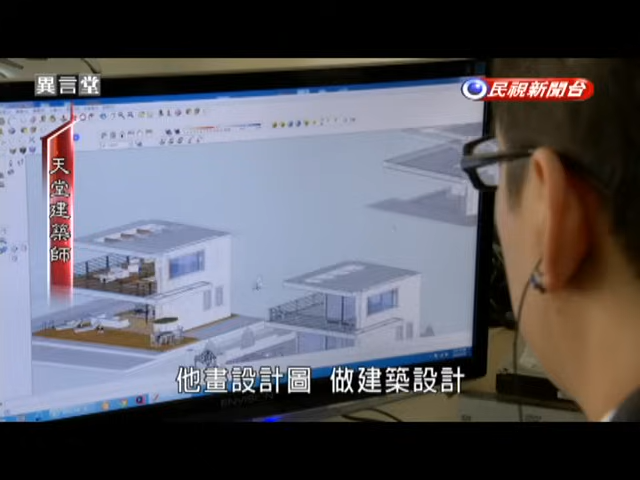 異言堂
民視新聞台
天堂建築師
他畫設計圖 做建築設計